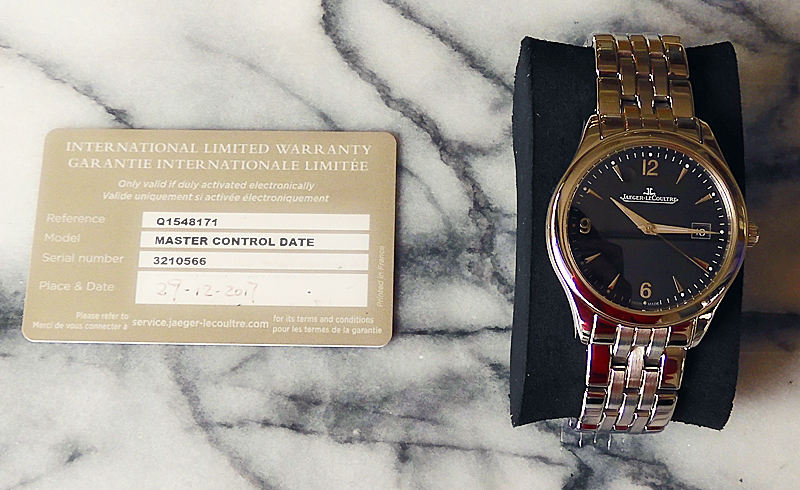 INTERNATIONAL LIMITED WARRANTY
GARANTIE INTERNATIONALE LIMITÉE
Only valid if duly activated electronically
Valide uniquement si activée électroniquement
Reference Q1548171
Model MASTER CONTROL DATE
Serial number 3210566
Place & Date 29-12-2017
Please refer to
Merci de vous connecter à
service.jaeger-lecoultre.com
for its terms and conditions
pour les termes de la garantie
Printed in France
12
JAEGER-LECOULTRE
9
6